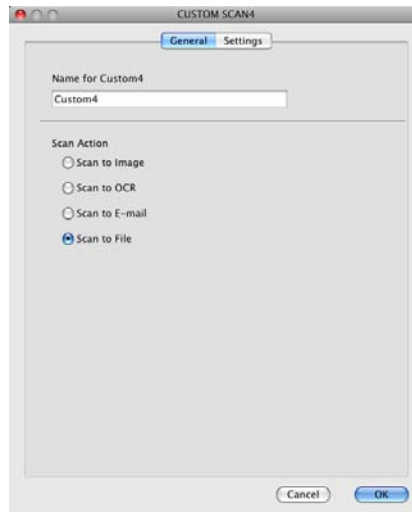 CUSTOM SCAN4
General Settings
Name for Custom4
Custom4
Scan Action
Scan to Image
Scan to OCR
Scan to E-mail
Scan to File
Cancel OK